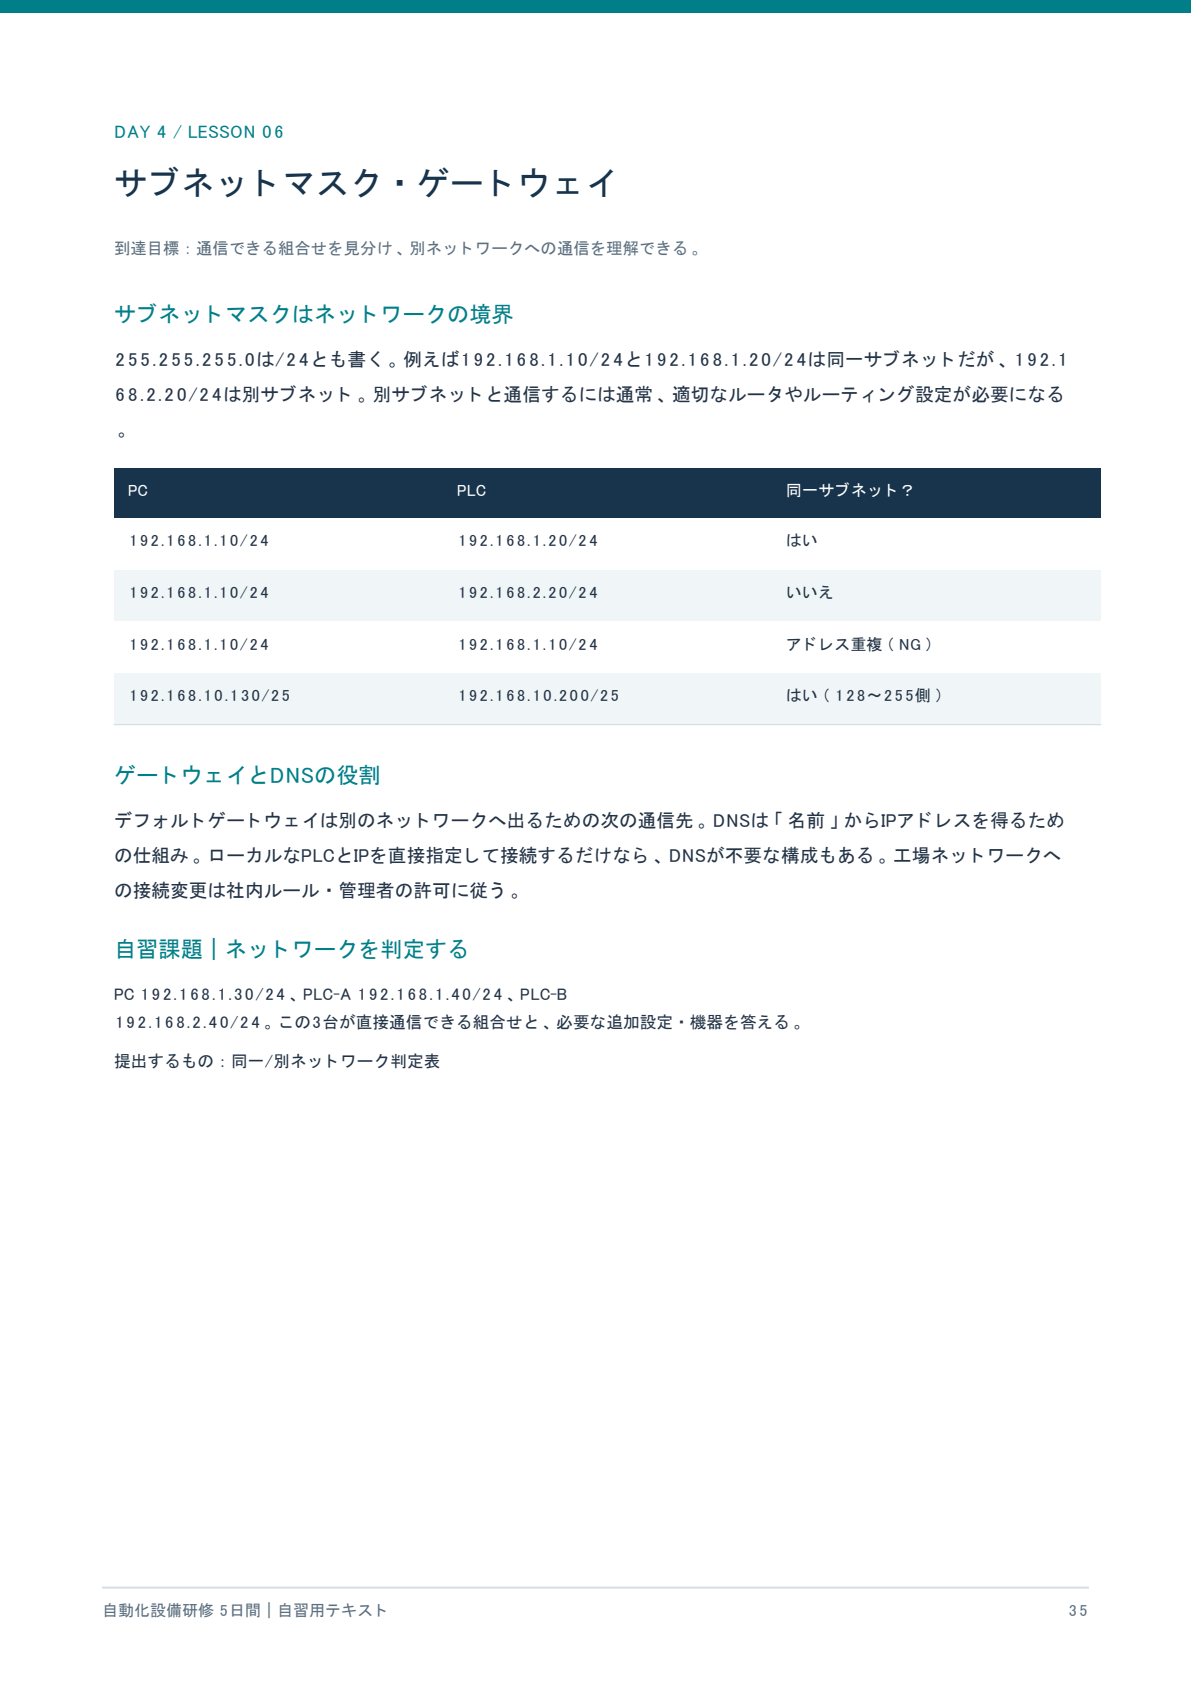 DAY 4 / LESSON 06
サブネットマスク・ゲートウェイ
到達目標：通信できる組合せを見分け、別ネットワークへの通信を理解できる。
サブネットマスクはネットワークの境界
255.255.255.0は/24とも書く。例えば192.168.1.10/24と192.168.1.20/24は同一サブネットだが、192.1
68.2.20/24は別サブネット。別サブネットと通信するには通常、適切なルータやルーティング設定が必要になる
。
PC PLC 同一サブネット？
192.168.1.10/24 192.168.1.20/24 はい
192.168.1.10/24 192.168.2.20/24 いいえ
192.168.1.10/24 192.168.1.10/24 アドレス重複（NG）
192.168.10.130/25 192.168.10.200/25 はい（128〜255側）
ゲートウェイとDNSの役割
デフォルトゲートウェイは別のネットワークへ出るための次の通信先。DNSは「名前」からIPアドレスを得るため
の仕組み。ローカルなPLCとIPを直接指定して接続するだけなら、DNSが不要な構成もある。工場ネットワークへ
の接続変更は社内ルール・管理者の許可に従う。
自習課題｜ネットワークを判定する
PC 192.168.1.30/24、PLC-A 192.168.1.40/24、PLC-B
192.168.2.40/24。この3台が直接通信できる組合せと、必要な追加設定・機器を答える。
提出するもの：同一/別ネットワーク判定表
自動化設備研修 5日間｜自習用テキスト 35